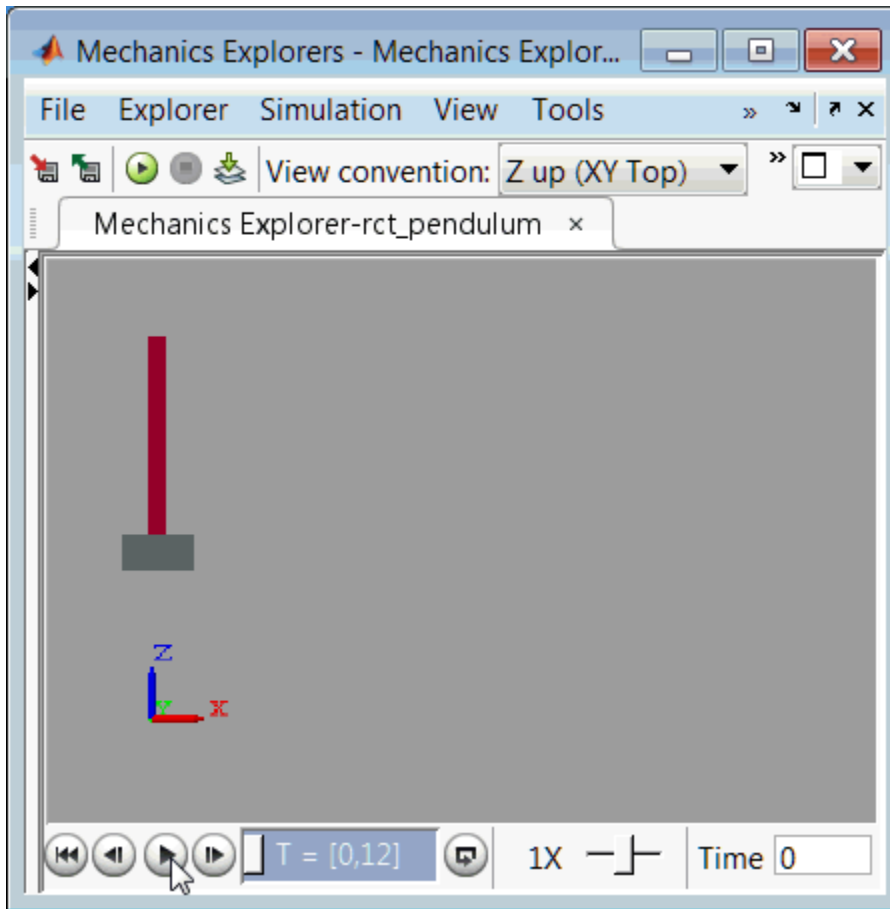 Mechanics Explorers - Mechanics Explor...
File Explorer Simulation View Tools »
View convention: Z up (XY Top) »
Mechanics Explorer-rct_pendulum ×
Z
Y X
T = [0,12] 1X Time 0